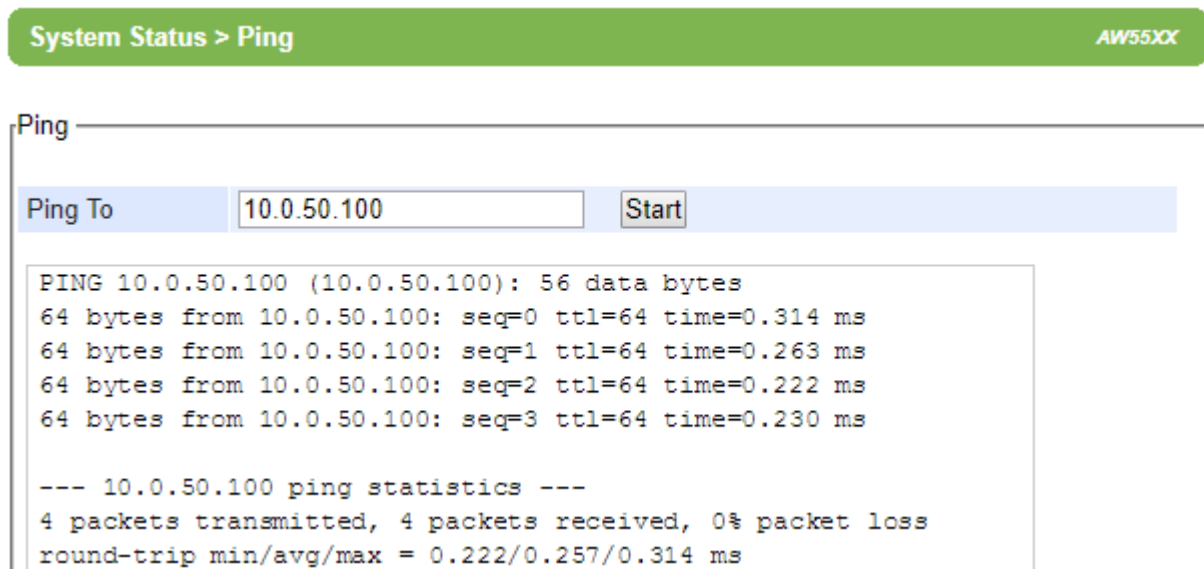 System Status > Ping AW55XX
Ping
Ping To 10.0.50.100 Start
PING 10.0.50.100 (10.0.50.100): 56 data bytes
64 bytes from 10.0.50.100: seq=0 ttl=64 time=0.314 ms
64 bytes from 10.0.50.100: seq=1 ttl=64 time=0.263 ms
64 bytes from 10.0.50.100: seq=2 ttl=64 time=0.222 ms
64 bytes from 10.0.50.100: seq=3 ttl=64 time=0.230 ms
--- 10.0.50.100 ping statistics ---
4 packets transmitted, 4 packets received, 0% packet loss
round-trip min/avg/max = 0.222/0.257/0.314 ms